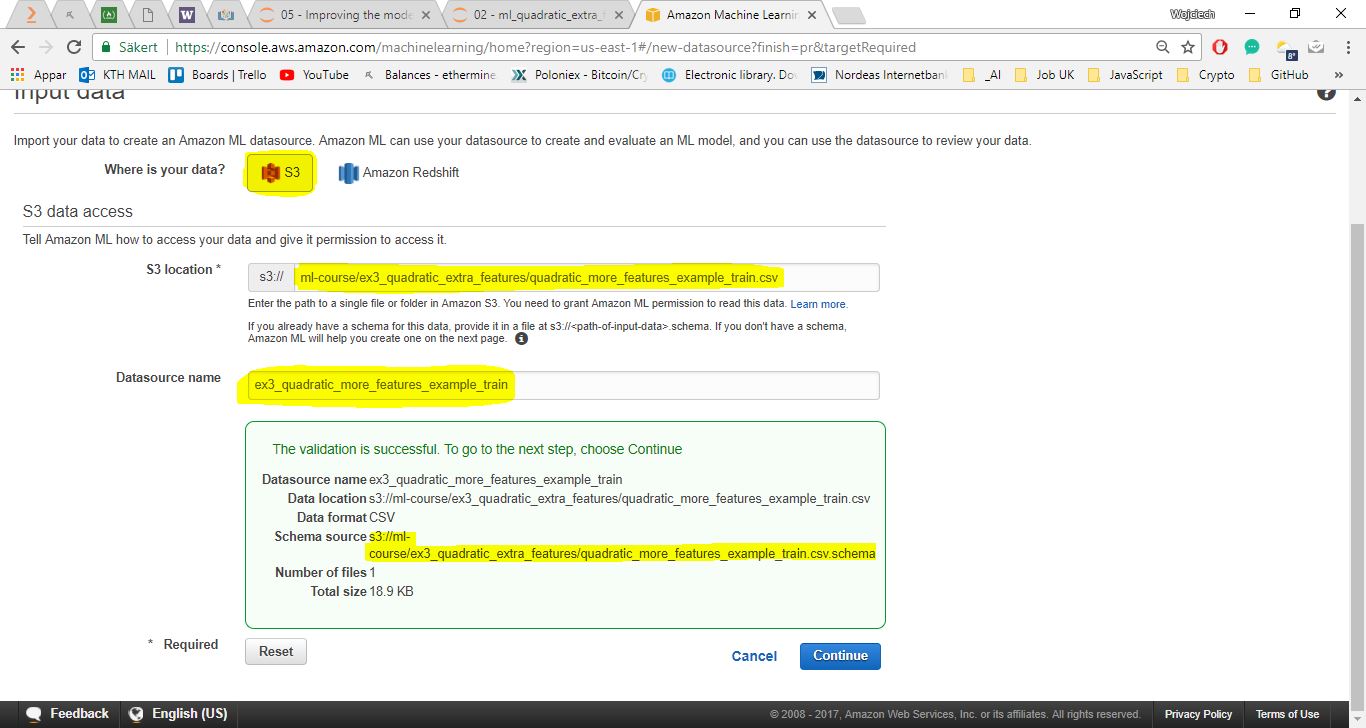 05 - Improving the mode
02 - ml_quadratic_extra_f
Amazon Machine Learnin
Wojciech
Säkert
https://console.aws.amazon.com/machinelearning/home?region=us-east-1#/new-datasource?finish=pr&targetRequired
8°
Appar KTH MAIL Boards | Trello YouTube Balances - ethermine Poloniex - Bitcoin/Cry Electronic library. Do Nordeas Internetban _AI Job UK JavaScript Crypto GitHub »
Input data
Import your data to create an Amazon ML datasource. Amazon ML can use your datasource to create and evaluate an ML model, and you can use the datasource to review your data.
Where is your data? S3 Amazon Redshift
S3 data access
Tell Amazon ML how to access your data and give it permission to access it.
S3 location * s3:// ml-course/ex3_quadratic_extra_features/quadratic_more_features_example_train.csv
Enter the path to a single file or folder in Amazon S3. You need to grant Amazon ML permission to read this data. Learn more.
If you already have a schema for this data, provide it in a file at s3://<path-of-input-data>.schema. If you don't have a schema,
Amazon ML will help you create one on the next page.
Datasource name ex3_quadratic_more_features_example_train
The validation is successful. To go to the next step, choose Continue
Datasource name ex3_quadratic_more_features_example_train
Data location s3://ml-course/ex3_quadratic_extra_features/quadratic_more_features_example_train.csv
Data format CSV
Schema source s3://ml-
course/ex3_quadratic_extra_features/quadratic_more_features_example_train.csv.schema
Number of files 1
Total size 18.9 KB
* Required Reset Cancel Continue
Feedback English (US) © 2008 - 2017, Amazon Web Services, Inc. or its affiliates. All rights reserved. Privacy Policy Terms of Use